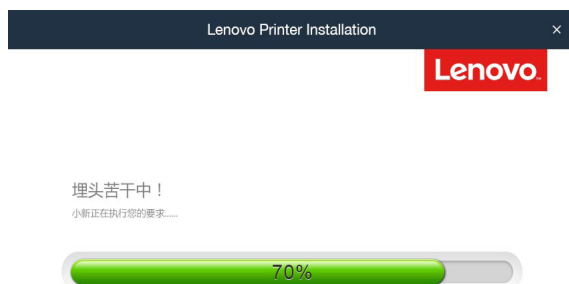 Lenovo Printer Installation ×
Lenovo™
埋头苦干中！
小新正在执行您的要求......
70%